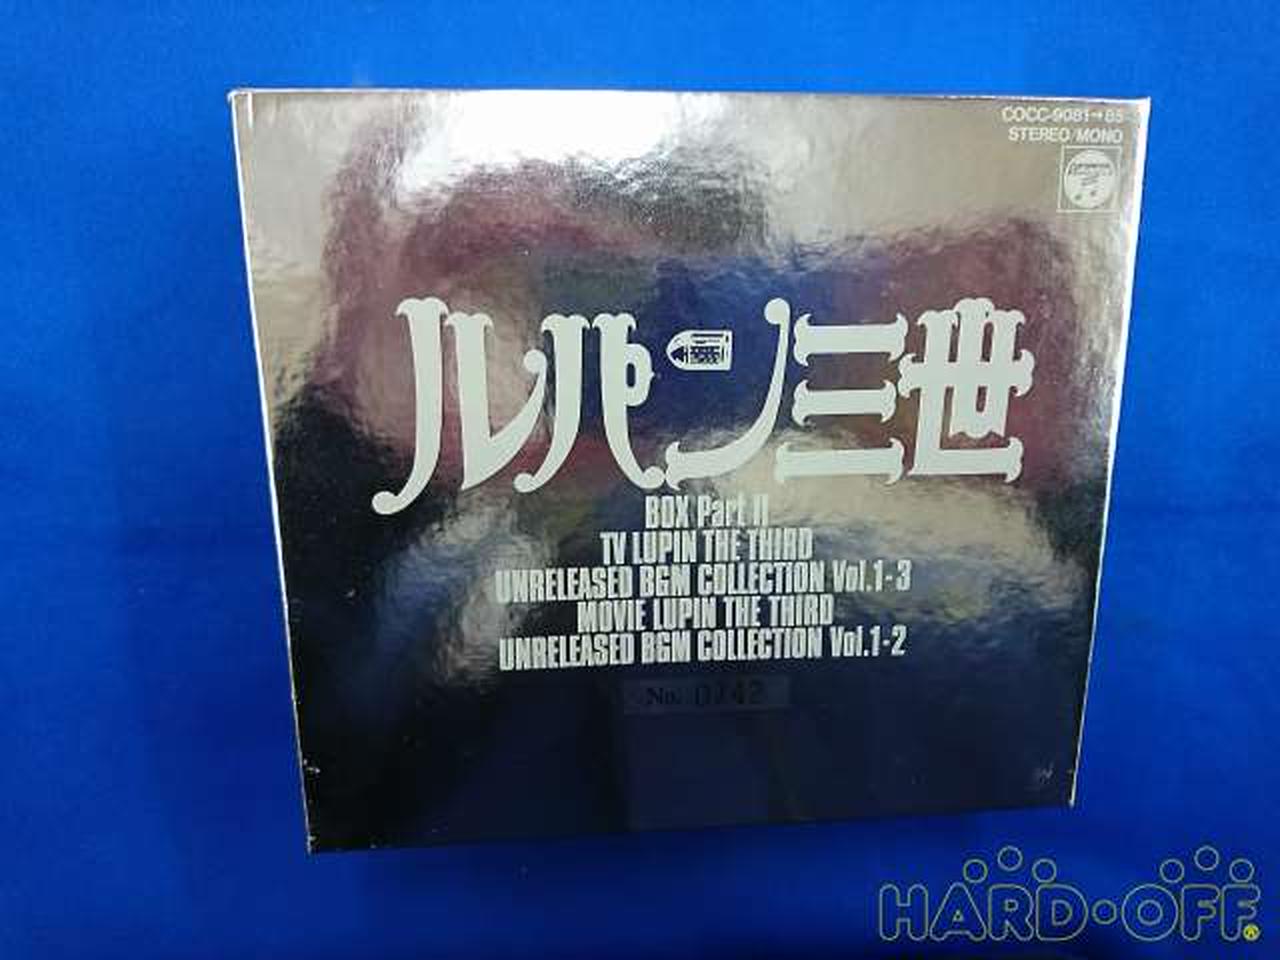 COCC-9081→85
STEREO/MONO
ルパン三世
BOX Part II
TV LUPIN THE THIRD
UNRELEASED BGM COLLECTION Vol.1-3
MOVIE LUPIN THE THIRD
UNRELEASED BGM COLLECTION Vol.1-2
No.
HARD・OFF®